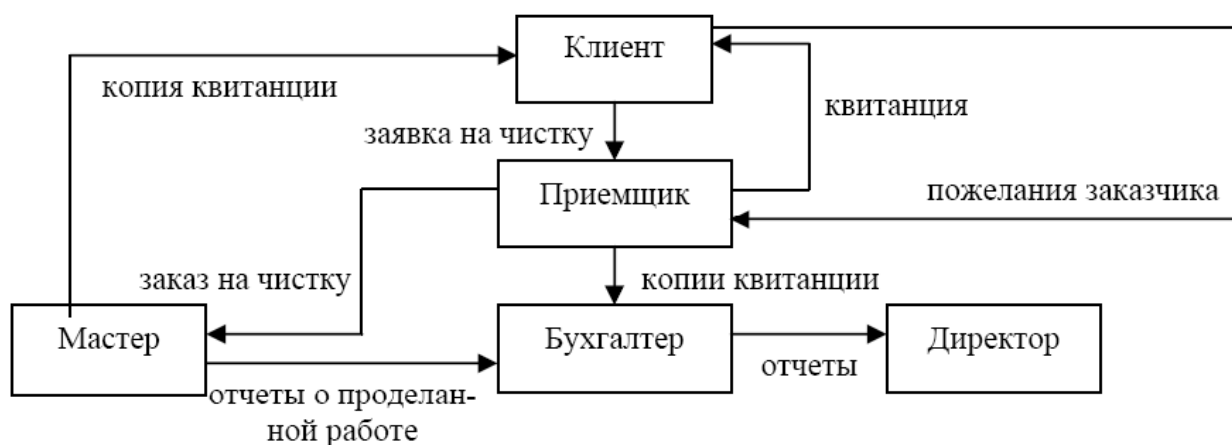 Клиент
копия квитанции
квитанция
заявка на чистку
Приемщик
пожелания заказчика
заказ на чистку
копии квитанции
Мастер
Бухгалтер
Директор
отчеты
отчеты о проделан-
ной работе